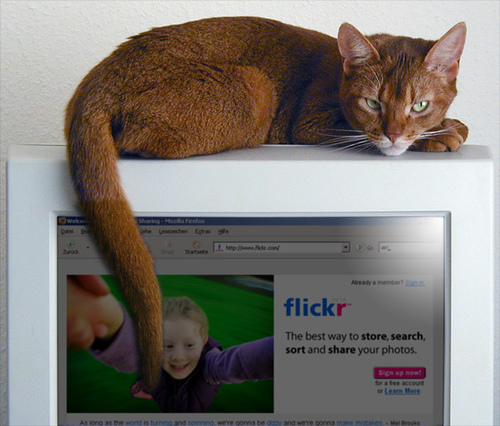 Sharing - Mozilla Firefox
Datei Lesezeichen Extras Hilfe
Zurück Startseite http://www.flickr.com/ Go
Already a member? Sign in.
flickr
The best way to store, search,
sort and share your photos.
Sign up now!
for a free account
or Learn More
As long as the world is turning and spinning, we're gonna be dizzy and we're gonna make mistakes. - Mel Brooks